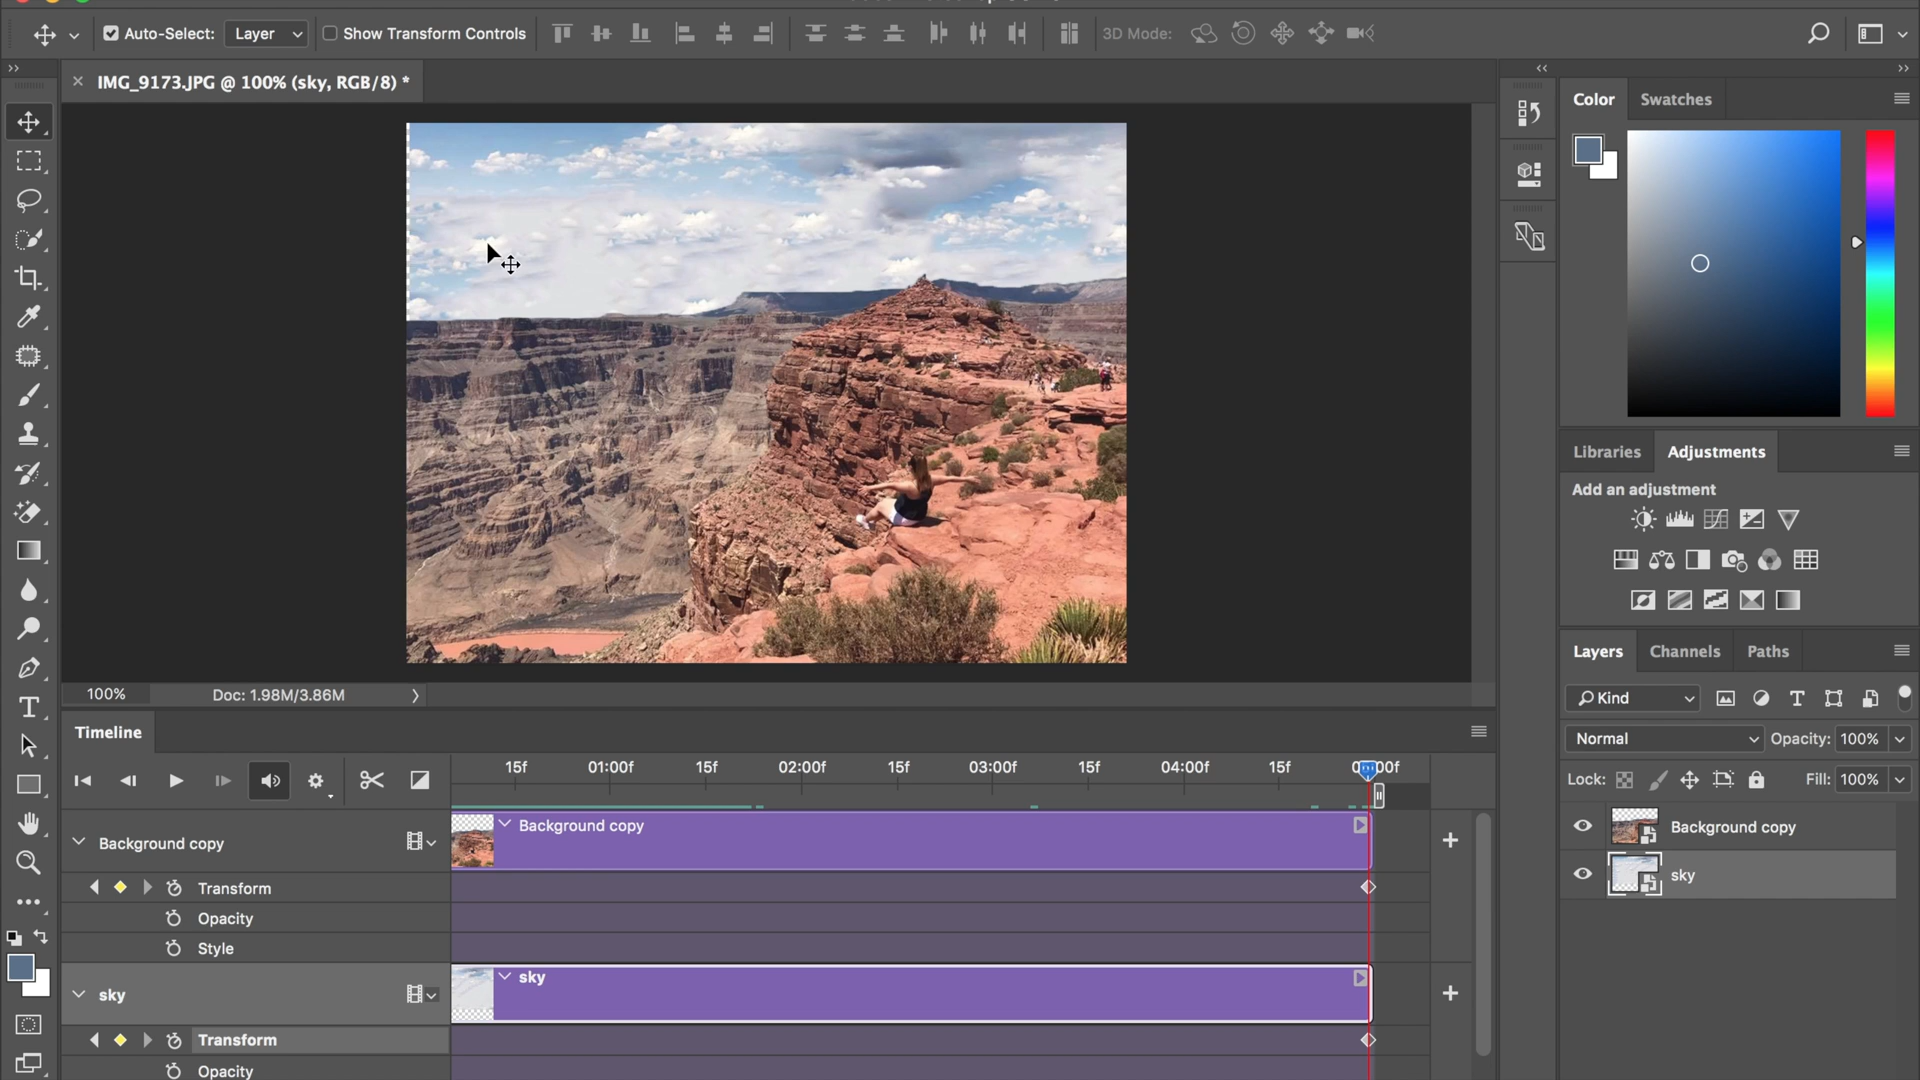 Auto-Select: Layer Show Transform Controls 3D Mode:
IMG_9173.JPG @ 100% (sky, RGB/8) *
Color Swatches
Libraries Adjustments
Add an adjustment
Layers Channels Paths
Kind
Normal Opacity: 100%
Lock: Fill: 100%
Background copy
sky
100% Doc: 1.98M/3.86M
Timeline
15f 01:00f 15f 02:00f 15f 03:00f 15f 04:00f 15f
Background copy Background copy
Transform
Opacity
Style
sky sky
Transform
Opacity